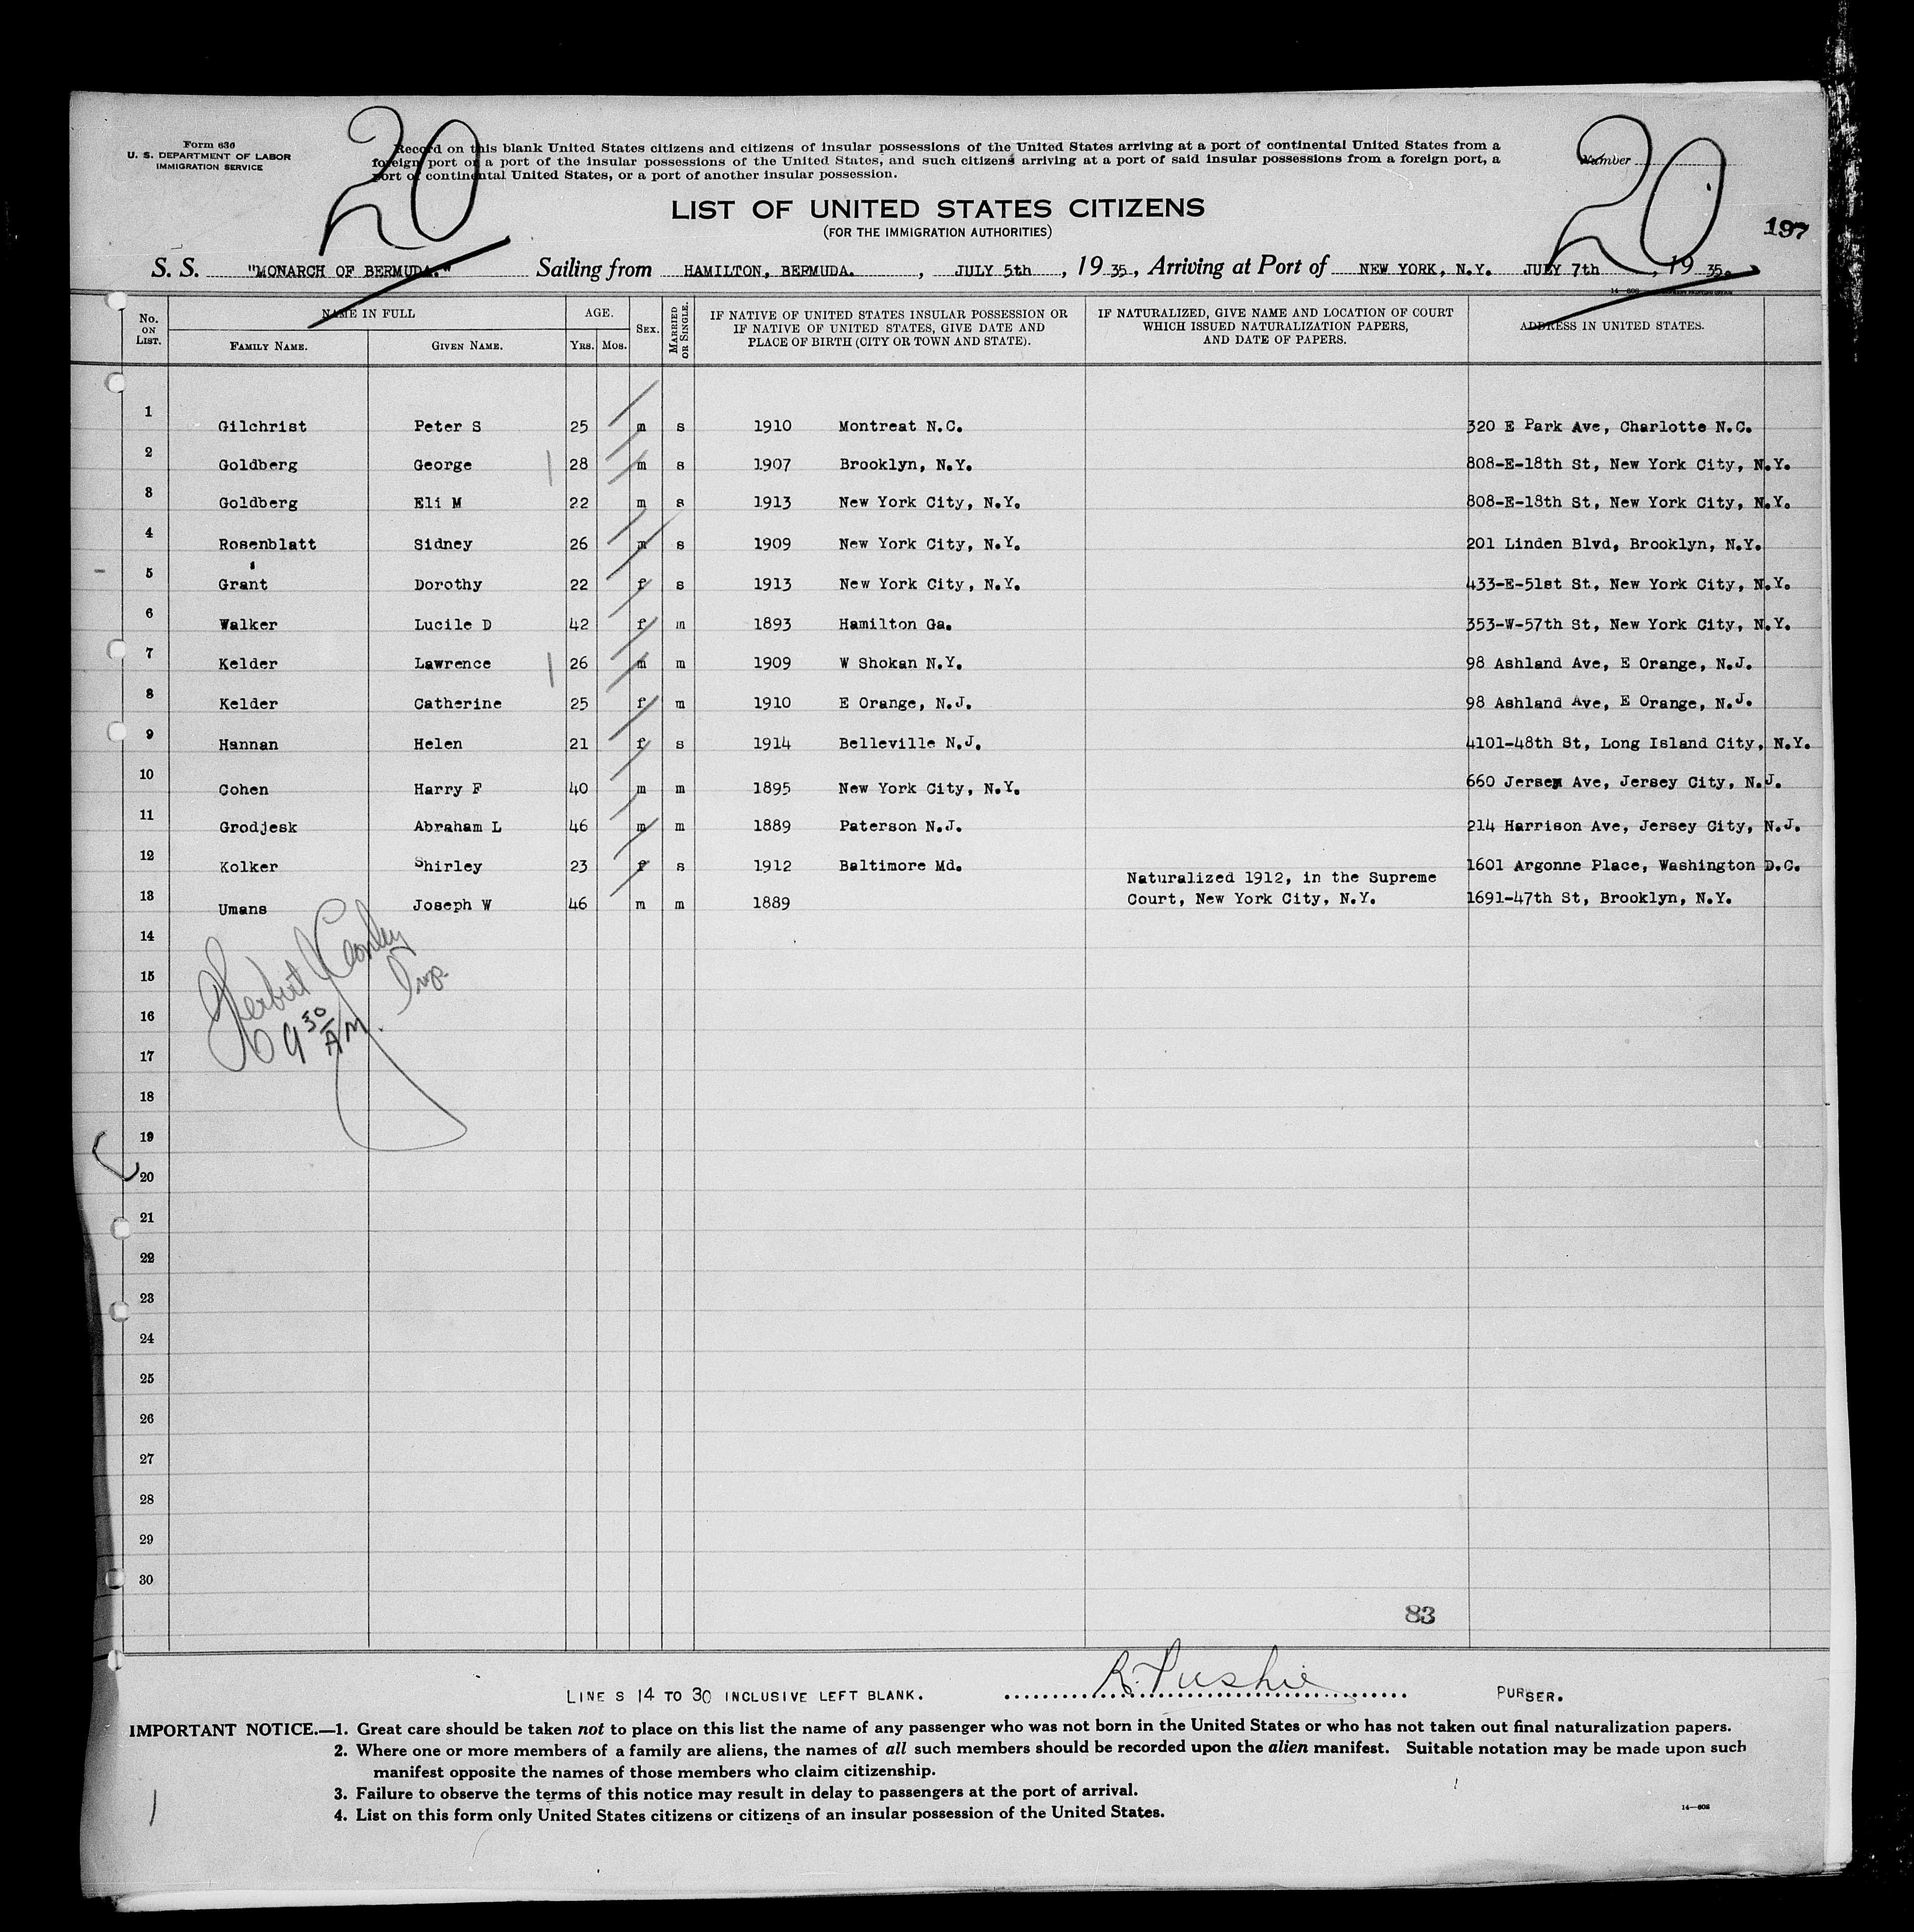 Form 630
U. S. DEPARTMENT OF LABOR
IMMIGRATION SERVICE
20
Record on this blank United States citizens and citizens of insular possessions of the United States arriving at a port of continental United States from a
foreign port or a port of the insular possessions of the United States, and such citizens arriving at a port of said insular possessions from a foreign port, a
port of continental United States, or a port of another insular possession.
Number
20
LIST OF UNITED STATES CITIZENS
(FOR THE IMMIGRATION AUTHORITIES)
197
S. S. "MONARCH OF BERMUDA." Sailing from HAMILTON, BERMUDA. , JULY 5th , 19 35, Arriving at Port of NEW YORK, N.Y. JULY 7th , 19 35.
No. ON LIST. NAME IN FULL FAMILY NAME. GIVEN NAME. AGE. YRS. MOS. SEX. MARRIED OR SINGLE. IF NATIVE OF UNITED STATES INSULAR POSSESSION OR IF NATIVE OF UNITED STATES, GIVE DATE AND PLACE OF BIRTH (CITY OR TOWN AND STATE). IF NATURALIZED, GIVE NAME AND LOCATION OF COURT WHICH ISSUED NATURALIZATION PAPERS, AND DATE OF PAPERS. ADDRESS IN UNITED STATES.
1 Gilchrist Peter S 25 m s 1910 Montreat N.C. 320 E Park Ave, Charlotte N.C.
2 Goldberg George 28 m s 1907 Brooklyn, N.Y. 808-E-18th St, New York City, N.Y.
3 Goldberg Eli M 22 m s 1913 New York City, N.Y. 808-E-18th St, New York City, N.Y.
4 Rosenblatt Sidney 26 m s 1909 New York City, N.Y. 201 Linden Blvd, Brooklyn, N.Y.
5 Grant Dorothy 22 f s 1913 New York City, N.Y. 433-E-51st St, New York City, N.Y.
6 Walker Lucile D 42 f m 1893 Hamilton Ga. 353-W-57th St, New York City, N.Y.
7 Kelder Lawrence 26 m m 1909 W Shokan N.Y. 98 Ashland Ave, E Orange, N.J.
8 Kelder Catherine 25 f m 1910 E Orange, N.J. 98 Ashland Ave, E Orange, N.J.
9 Hannan Helen 21 f s 1914 Belleville N.J. 4101-48th St, Long Island City, N.Y.
10 Cohen Harry F 40 m m 1895 New York City, N.Y. 660 Jersey Ave, Jersey City, N.J.
11 Grodjesk Abraham L 46 m m 1889 Paterson N.J. 214 Harrison Ave, Jersey City, N.J.
12 Kolker Shirley 23 f s 1912 Baltimore Md. 1601 Argonne Place, Washington D.C.
13 Umans Joseph W 46 m m 1889 Naturalized 1912, in the Supreme Court, New York City, N.Y. 1691-47th St, Brooklyn, N.Y.
14
Herbert
Insp.
15
16
9 30 AM.
17
18
19
20
21
22
23
24
25
26
27
28
29
30
83
LINE S 14 TO 30 INCLUSIVE LEFT BLANK. R. Pushie PURSER.
IMPORTANT NOTICE.—1. Great care should be taken not to place on this list the name of any passenger who was not born in the United States or who has not taken out final naturalization papers.
2. Where one or more members of a family are aliens, the names of all such members should be recorded upon the alien manifest. Suitable notation may be made upon such
manifest opposite the names of those members who claim citizenship.
3. Failure to observe the terms of this notice may result in delay to passengers at the port of arrival.
4. List on this form only United States citizens or citizens of an insular possession of the United States.
14—608